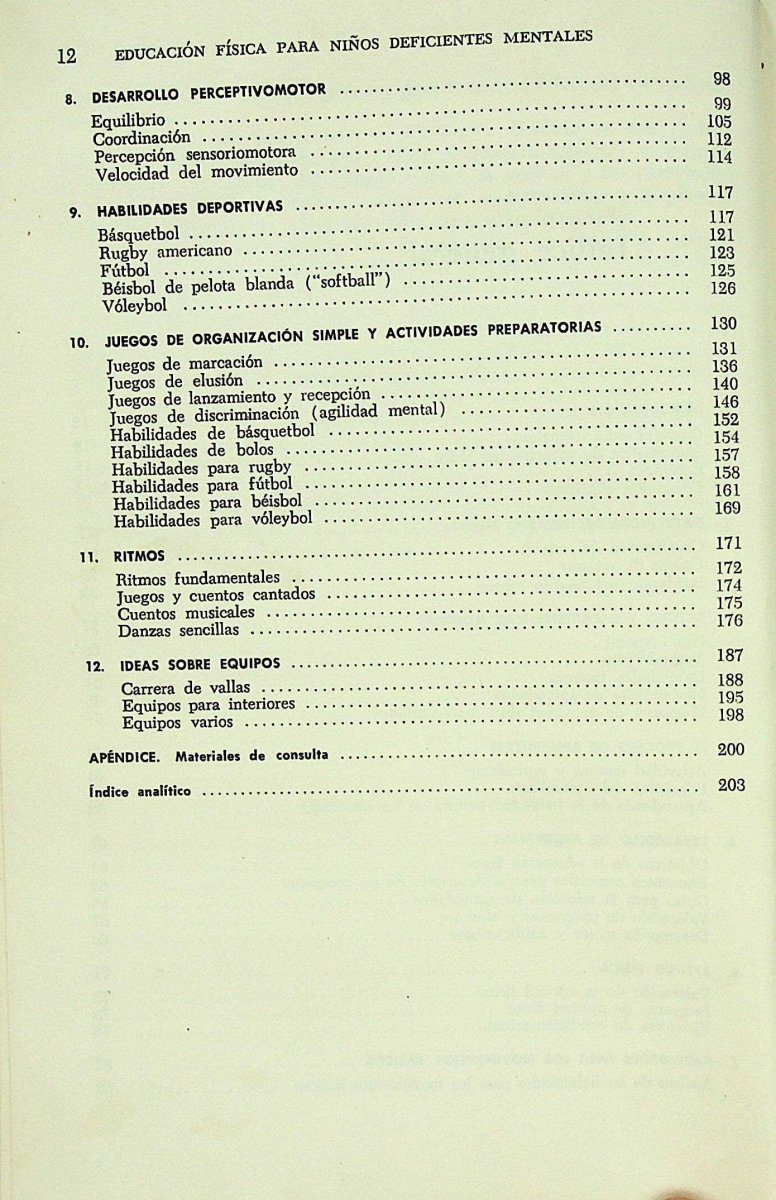 12 EDUCACIÓN FÍSICA PARA NIÑOS DEFICIENTES MENTALES
8. DESARROLLO PERCEPTIVOMOTOR 98
Equilibrio 99
Coordinación 105
Percepción sensoriomotora 112
Velocidad del movimiento 114
9. HABILIDADES DEPORTIVAS 117
Básquetbol 117
Rugby americano 121
Fútbol 123
Béisbol de pelota blanda ("softball") 125
Vóleybol 126
10. JUEGOS DE ORGANIZACIÓN SIMPLE Y ACTIVIDADES PREPARATORIAS 130
Juegos de marcación 131
Juegos de elusión 136
Juegos de lanzamiento y recepción 140
Juegos de discriminación (agilidad mental) 146
Habilidades de básquetbol 152
Habilidades de bolos 154
Habilidades para rugby 157
Habilidades para fútbol 158
Habilidades para béisbol 161
Habilidades para vóleybol 169
11. RITMOS 171
Ritmos fundamentales 172
Juegos y cuentos cantados 174
Cuentos musicales 175
Danzas sencillas 176
12. IDEAS SOBRE EQUIPOS 187
Carrera de vallas 188
Equipos para interiores 195
Equipos varios 198
APÉNDICE. Materiales de consulta 200
Índice analítico 203